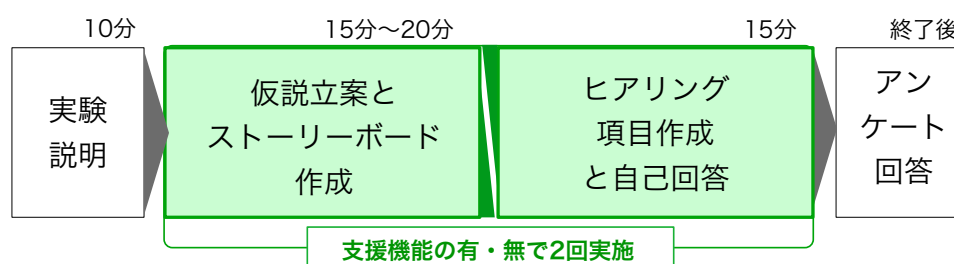 10分
15分〜20分
15分
終了後
実験
説明
仮説立案と
ストーリーボード
作成
ヒアリング
項目作成
と自己回答
アン
ケート
回答
支援機能の有・無で2回実施